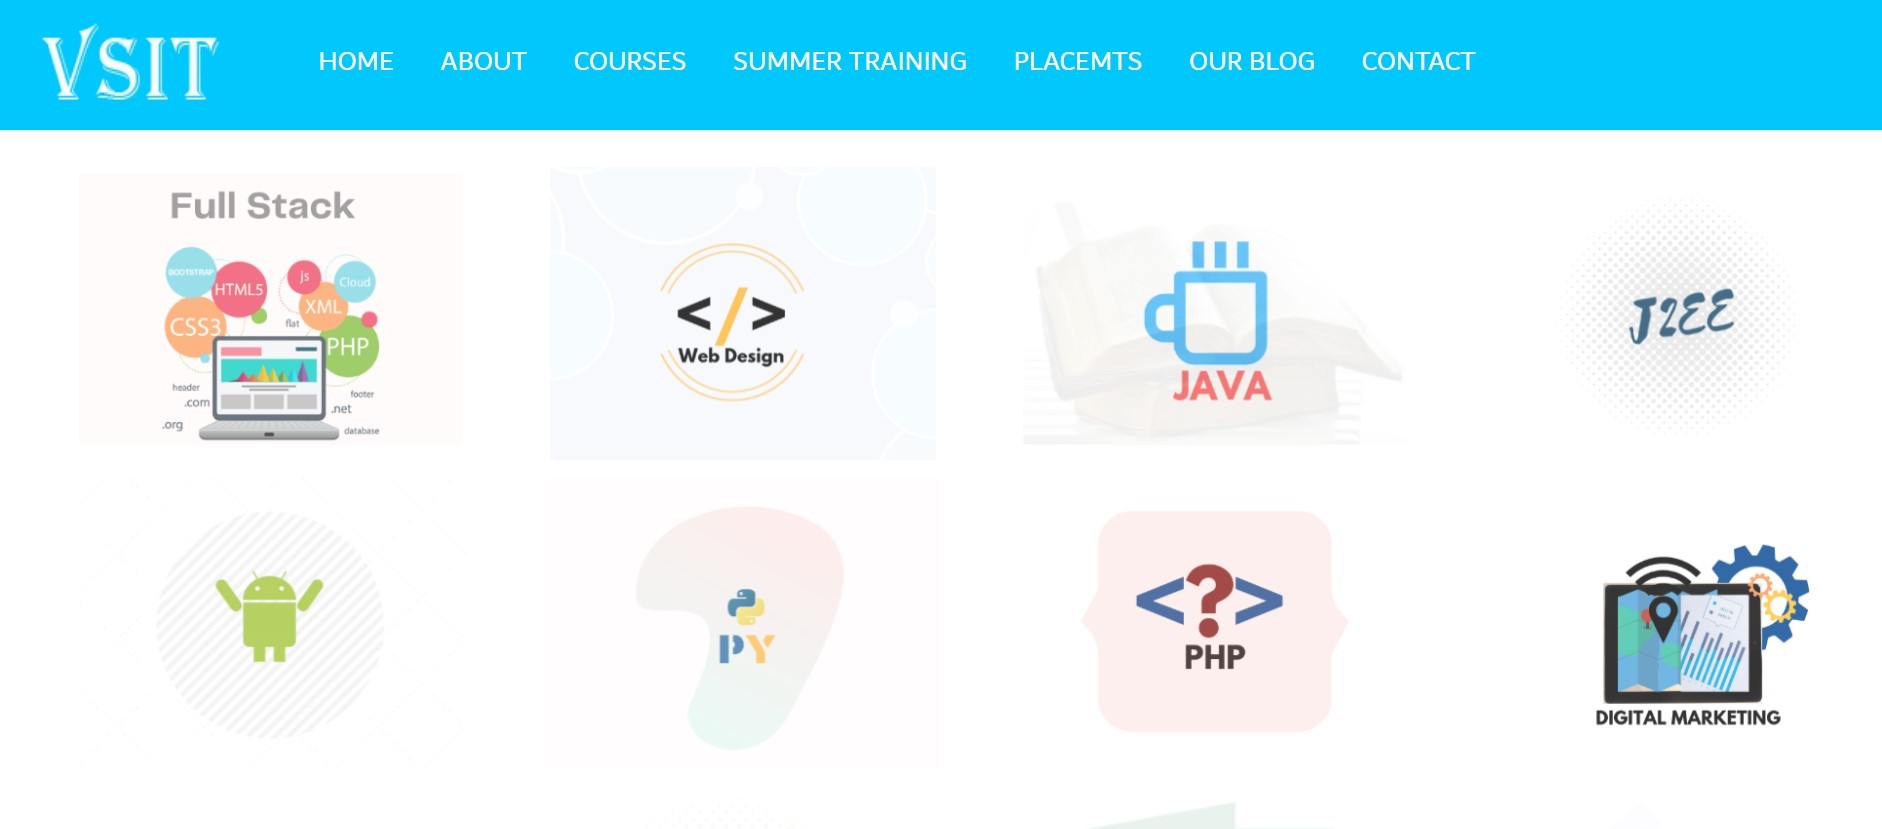 VSIT
HOME
ABOUT
COURSES
SUMMER TRAINING
PLACEMTS
OUR BLOG
CONTACT
Full Stack
BOOTSTRAP
HTML5
js
Cloud
XML
CSS3
flat
PHP
header
footer
.com
.net
.org
database
</>
Web Design
JAVA
J2EE
PY
<?>
PHP
DIGITAL MARKETING